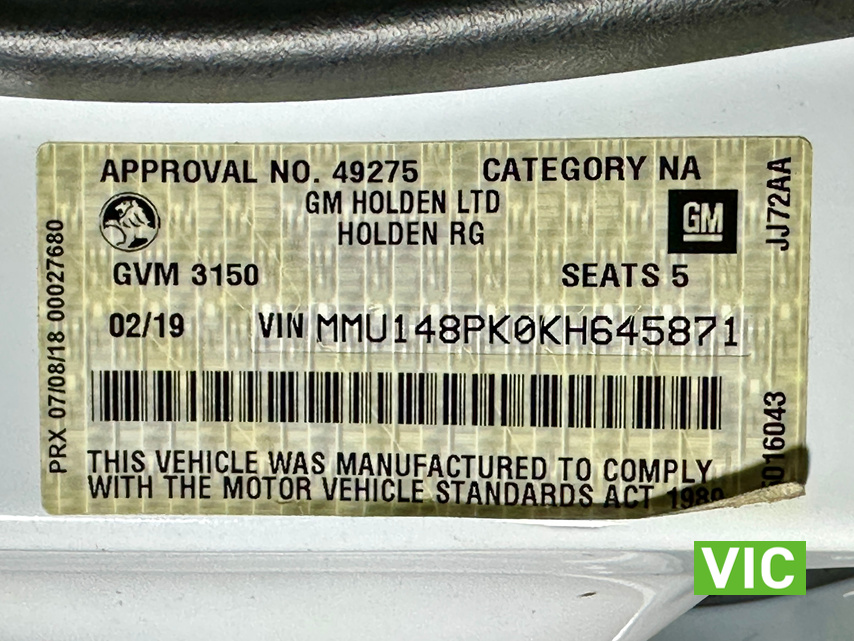 APPROVAL NO. 49275 CATEGORY NA
GM HOLDEN LTD
HOLDEN RG
GM
GVM 3150 SEATS 5
02/19 VIN MMU148PK0KH645871
THIS VEHICLE WAS MANUFACTURED TO COMPLY
WITH THE MOTOR VEHICLE STANDARDS ACT 1989
PRX 07/08/18 00027680
JJ72AA
VIC